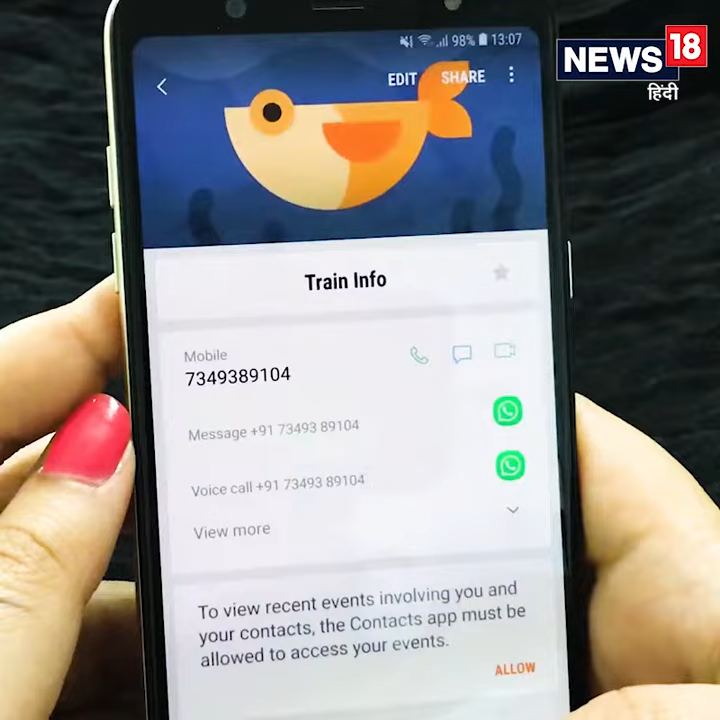 98% 13:07
EDIT SHARE
NEWS 18
हिंदी
Train Info
Mobile
7349389104
Message +91 73493 89104
Voice call +91 73493 89104
View more
To view recent events involving you and
your contacts, the Contacts app must be
allowed to access your events.
ALLOW